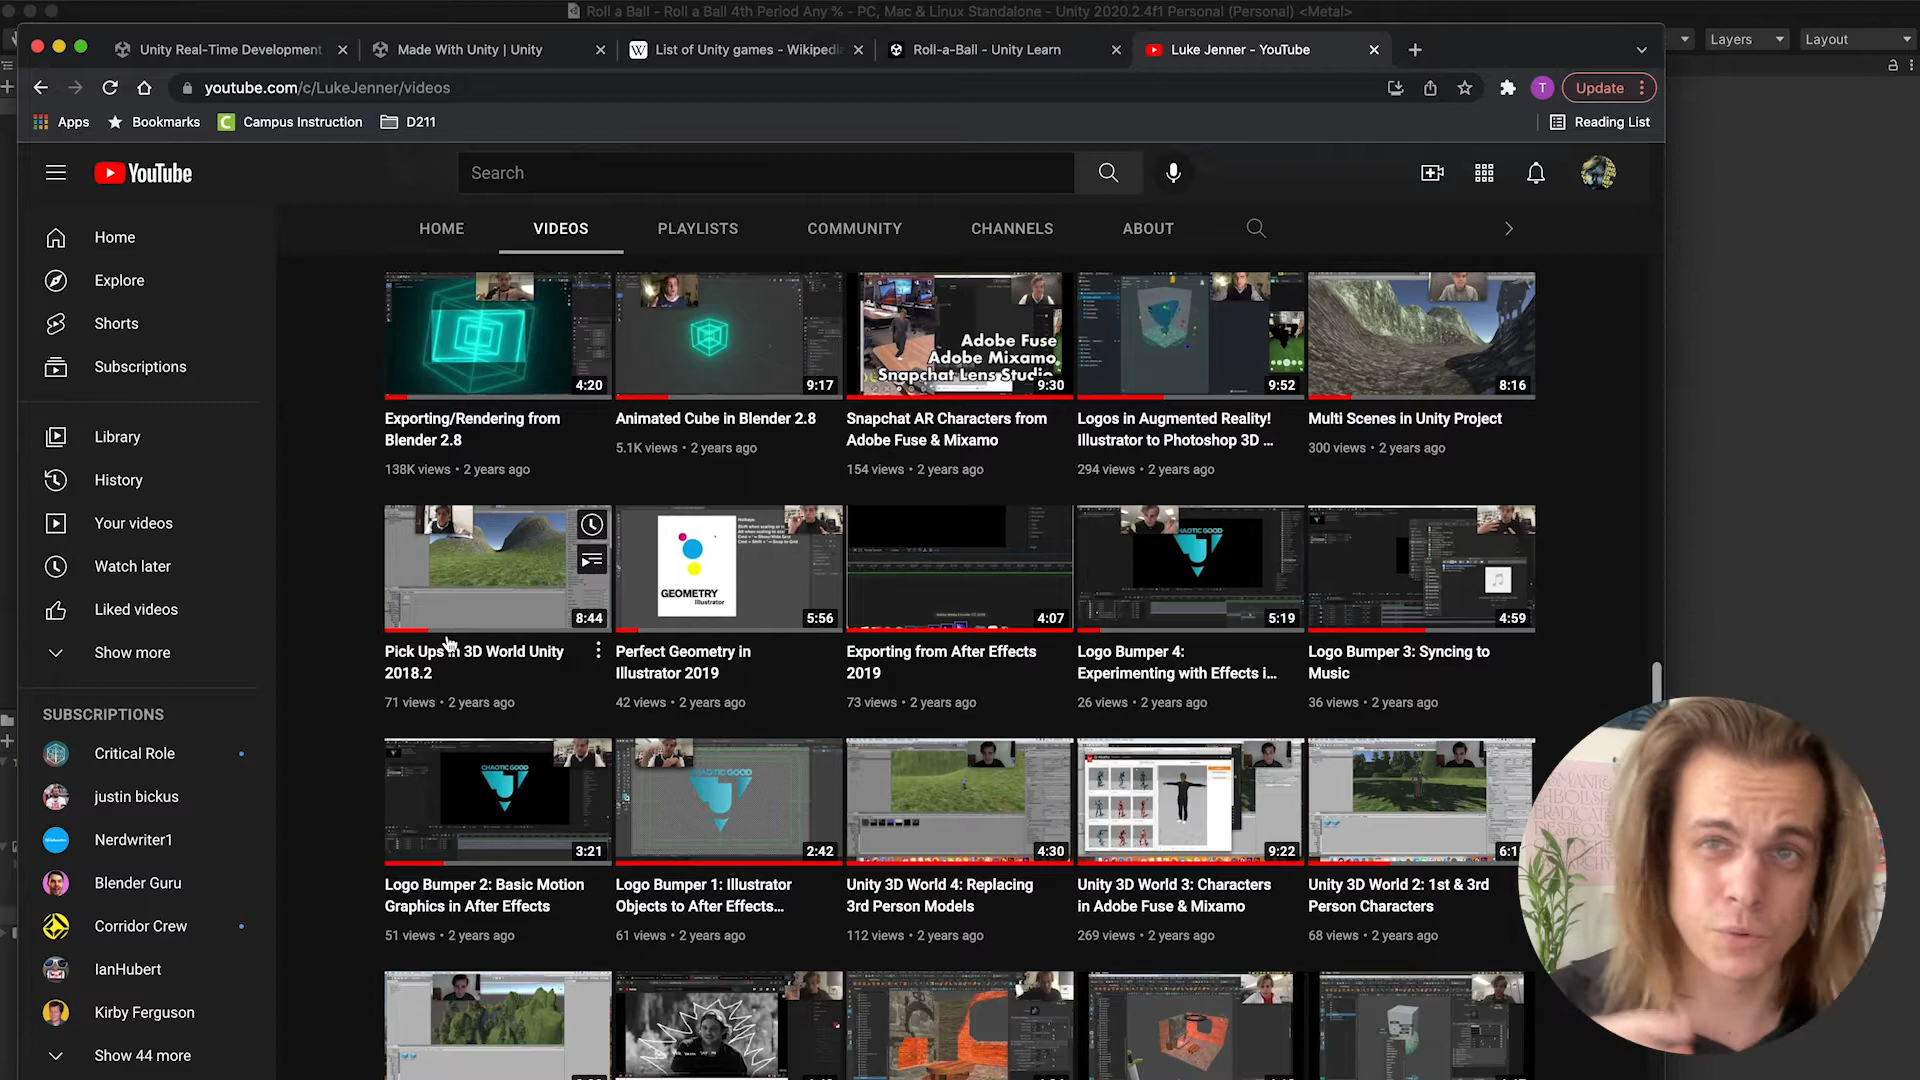 Roll a Ball - Roll a Ball 4th Period Any % - PC, Mac & Linux Standalone - Unity 2020.2.4f1 Personal (Personal) <Metal>
Layers
Layout
Unity Real-Time Development
Made With Unity | Unity
List of Unity games - Wikipedi
Roll-a-Ball - Unity Learn
Luke Jenner - YouTube
youtube.com/c/LukeJenner/videos
T
Update
Apps
Bookmarks
Campus Instruction
D211
Reading List
YouTube
Search
Home
Explore
Shorts
Subscriptions
Library
History
Your videos
Watch later
Liked videos
Show more
SUBSCRIPTIONS
Critical Role
justin bickus
Nerdwriter1
Blender Guru
Corridor Crew
IanHubert
Kirby Ferguson
Show 44 more
HOME
VIDEOS
PLAYLISTS
COMMUNITY
CHANNELS
ABOUT
4:20
Exporting/Rendering from
Blender 2.8
138K views • 2 years ago
9:17
Animated Cube in Blender 2.8
5.1K views • 2 years ago
Adobe Fuse
Adobe Mixamo
Snapchat Lens Studio
9:30
Snapchat AR Characters from
Adobe Fuse & Mixamo
154 views • 2 years ago
9:52
Logos in Augmented Reality!
Illustrator to Photoshop 3D ...
294 views • 2 years ago
8:16
Multi Scenes in Unity Project
300 views • 2 years ago
8:44
Pick Ups in 3D World Unity
2018.2
71 views • 2 years ago
GEOMETRY
Illustrator
5:56
Perfect Geometry in
Illustrator 2019
42 views • 2 years ago
4:07
Exporting from After Effects
2019
73 views • 2 years ago
CHAOTIC GOOD
5:19
Logo Bumper 4:
Experimenting with Effects i...
26 views • 2 years ago
4:59
Logo Bumper 3: Syncing to
Music
36 views • 2 years ago
CHAOTIC GOOD
3:21
Logo Bumper 2: Basic Motion
Graphics in After Effects
51 views • 2 years ago
CHAOTIC GOOD
2:42
Logo Bumper 1: Illustrator
Objects to After Effects...
61 views • 2 years ago
4:30
Unity 3D World 4: Replacing
3rd Person Models
112 views • 2 years ago
9:22
Unity 3D World 3: Characters
in Adobe Fuse & Mixamo
269 views • 2 years ago
Unity 3D World 2: 1st & 3rd
Person Characters
68 views • 2 years ago